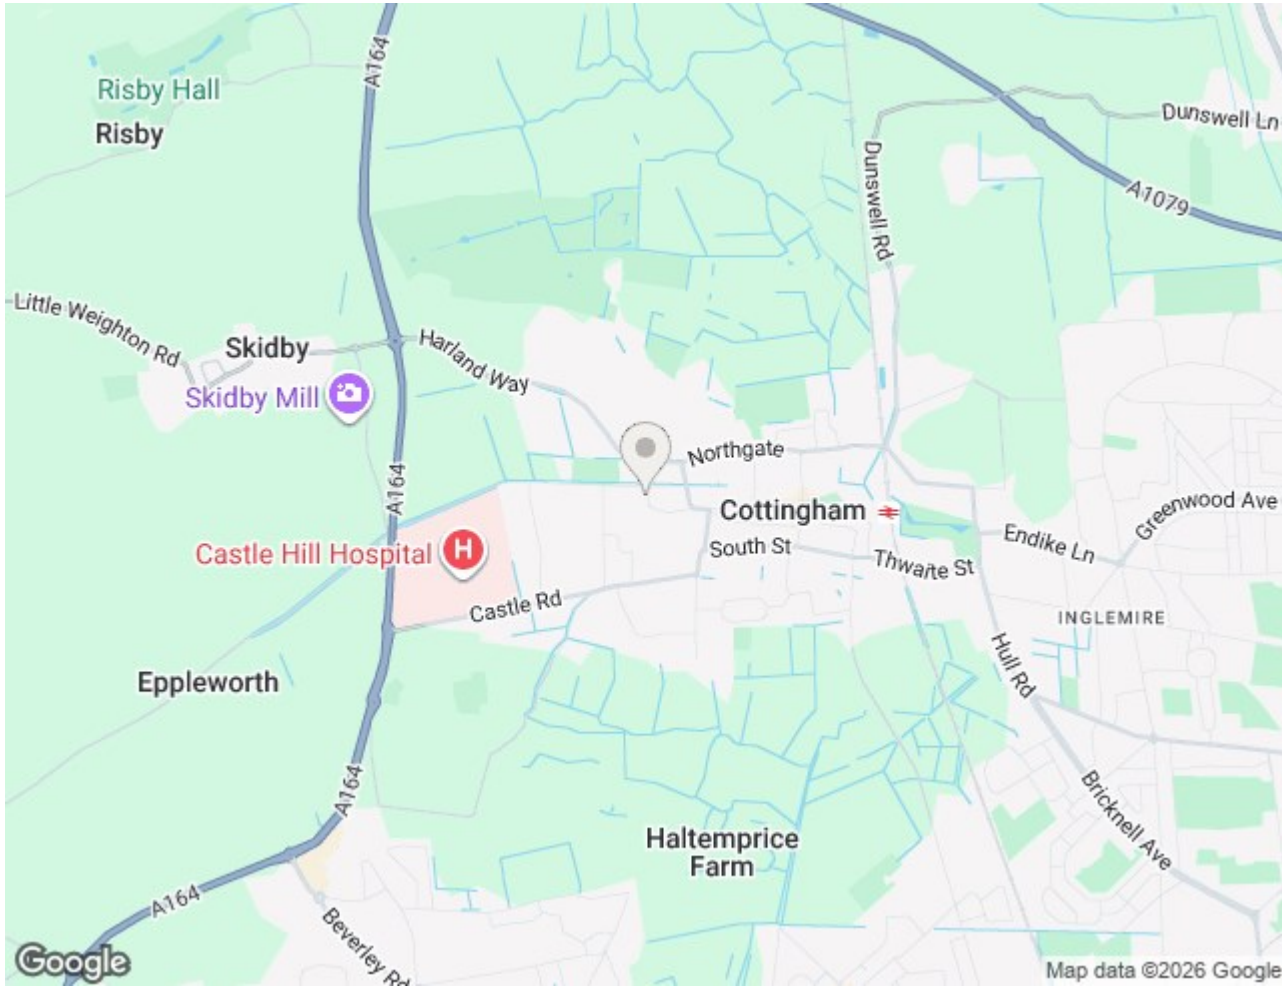 A164
Risby Hall
Risby
Dunswell Ln
A1079
Dunswell Rd
Little Weighton Rd
Skidby
Harland Way
Skidby Mill
Northgate
A164
Cottingham
Greenwood Ave
Castle Hill Hospital
H
South St
Endike Ln
Thwaite St
Castle Rd
INGLEMIRE
Hull Rd
Eppleworth
A164
Bricknell Ave
Haltemprice
Farm
A164
Beverley Rd
Google
Map data ©2026 Google